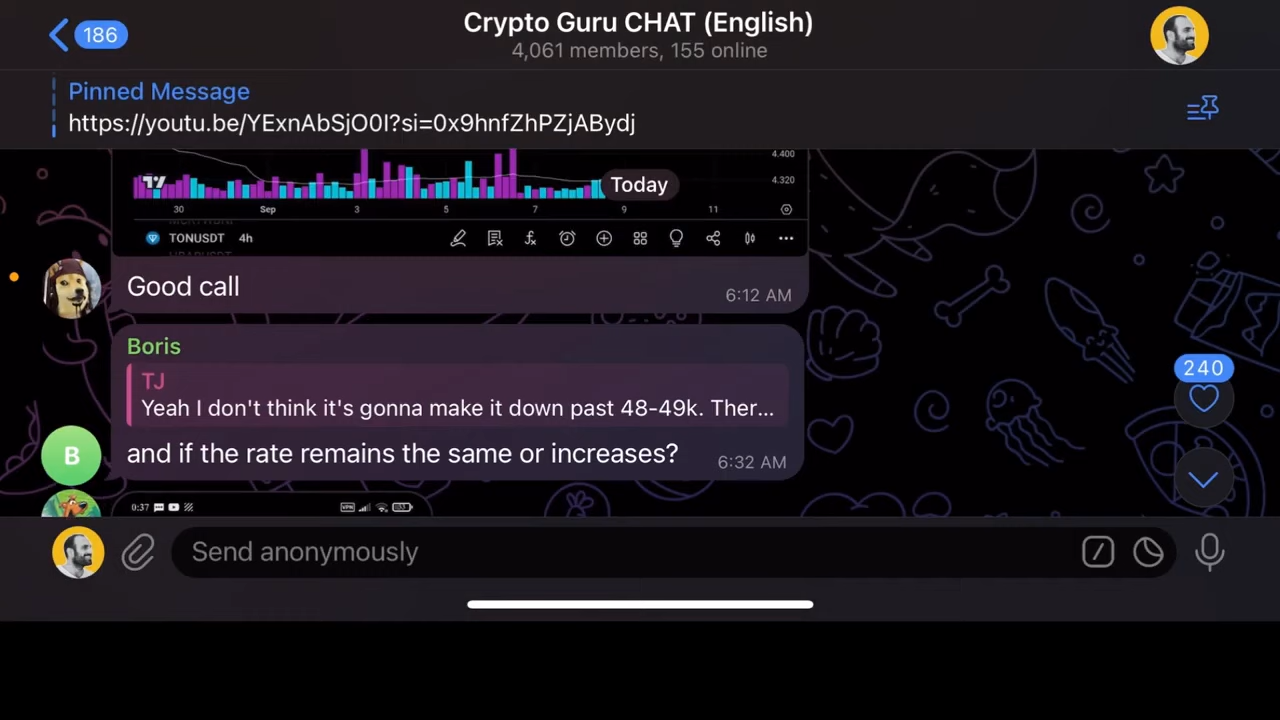 186
Crypto Guru CHAT (English)
4,061 members, 155 online
Pinned Message
https://youtu.be/YExnAbSjO0I?si=0x9hnfZhPZjABydj
4.400
4.320
Today
30 Sep 3 5 7 9 11
TONUSDT 4h
Good call
6:12 AM
Boris
TJ
Yeah I don't think it's gonna make it down past 48-49k. Ther...
and if the rate remains the same or increases?
6:32 AM
240
B
0:37
VPN
Send anonymously